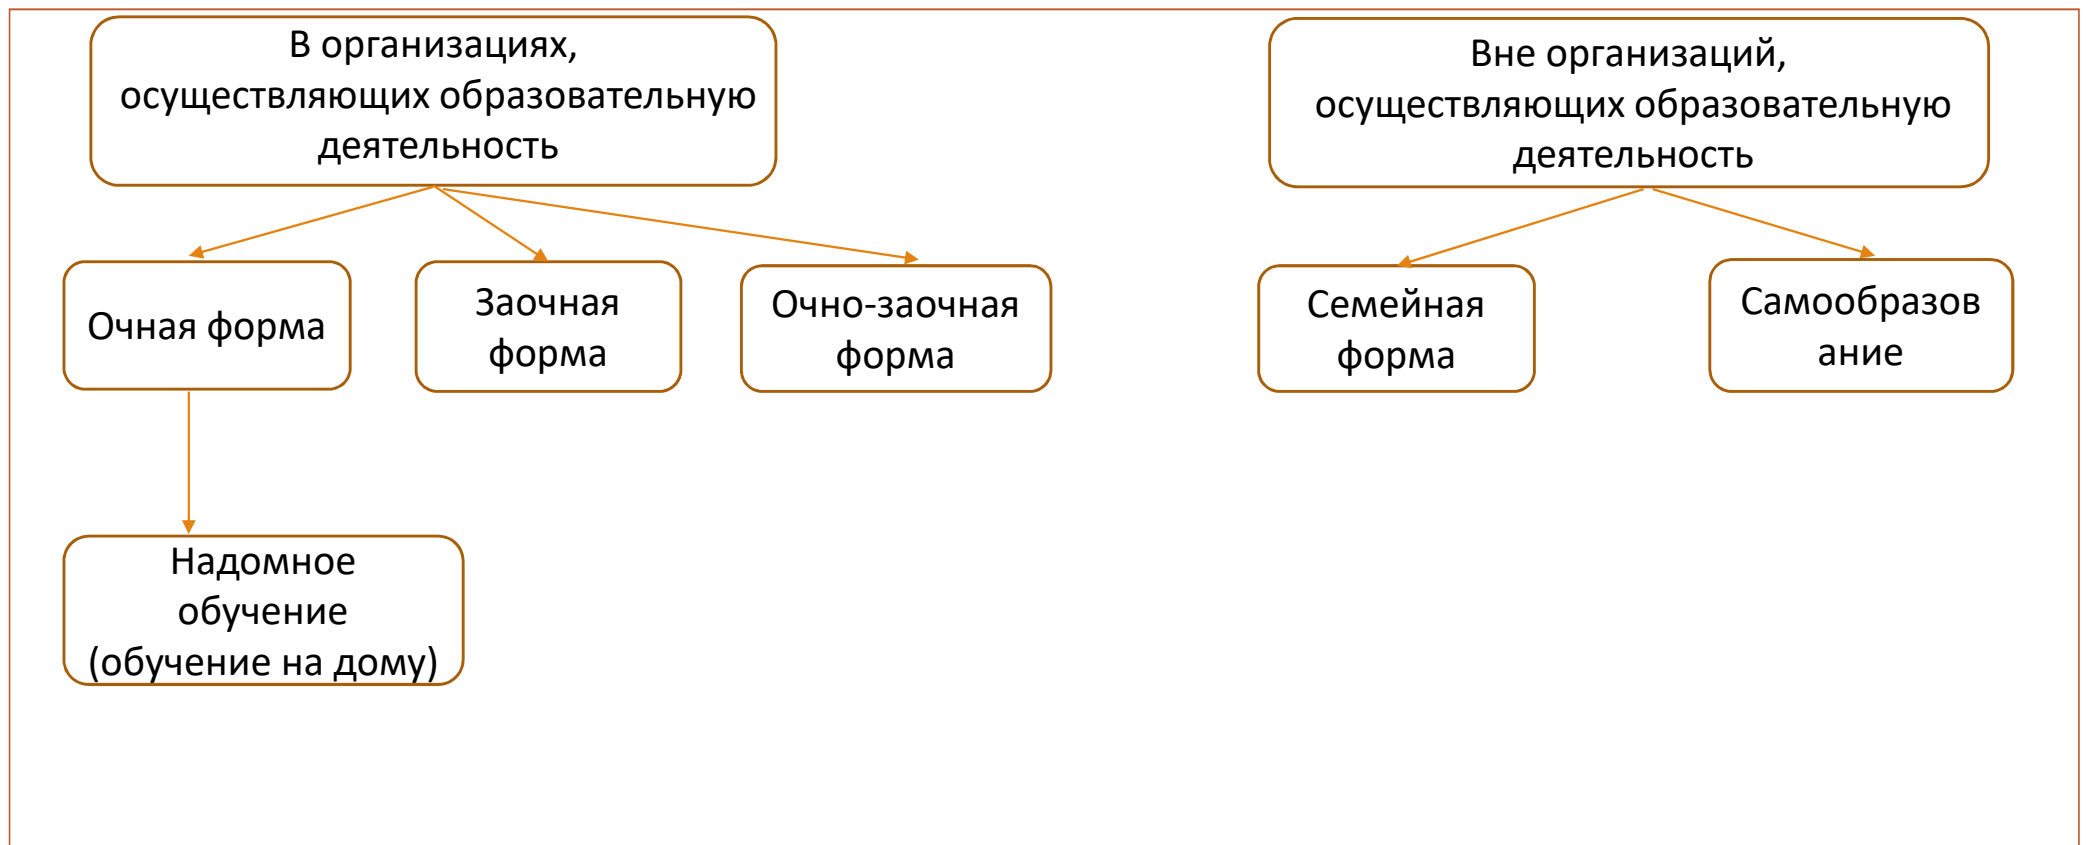 В организациях,
осуществляющих образовательную
деятельность
Вне организаций,
осуществляющих образовательную
деятельность
Очная форма
Заочная
форма
Очно-заочная
форма
Семейная
форма
Самообразов
ание
Надомное
обучение
(обучение на дому)